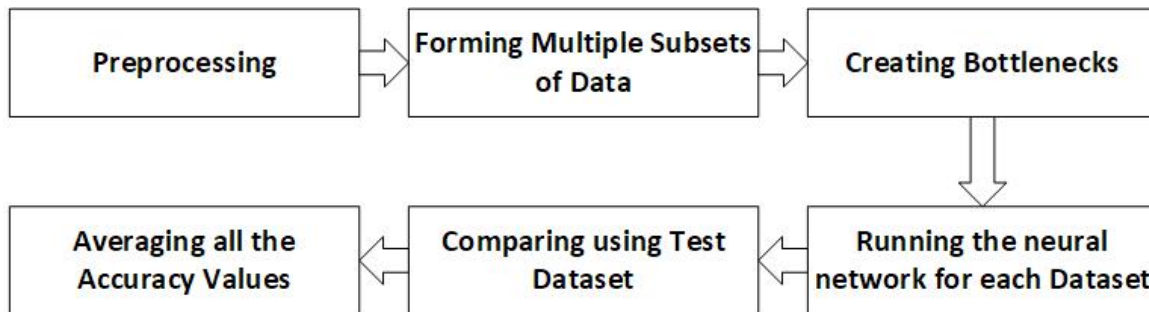 Preprocessing
Forming Multiple Subsets
of Data
Creating Bottlenecks
Running the neural
network for each Dataset
Comparing using Test
Dataset
Averaging all the
Accuracy Values